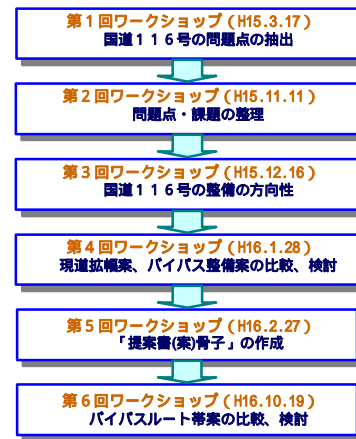 第１回ワークショップ（H15.3.17）
国道１１６号の問題点の抽出
第２回ワークショップ（H15.11.11）
問題点・課題の整理
第３回ワークショップ（H15.12.16）
国道１１６号の整備の方向性
第４回ワークショップ（H16.1.28）
現道拡幅案、バイパス整備案の比較、検討
第５回ワークショップ（H16.2.27）
「提案書(案)骨子」の作成
第６回ワークショップ（H16.10.19）
バイパスルート帯案の比較、検討